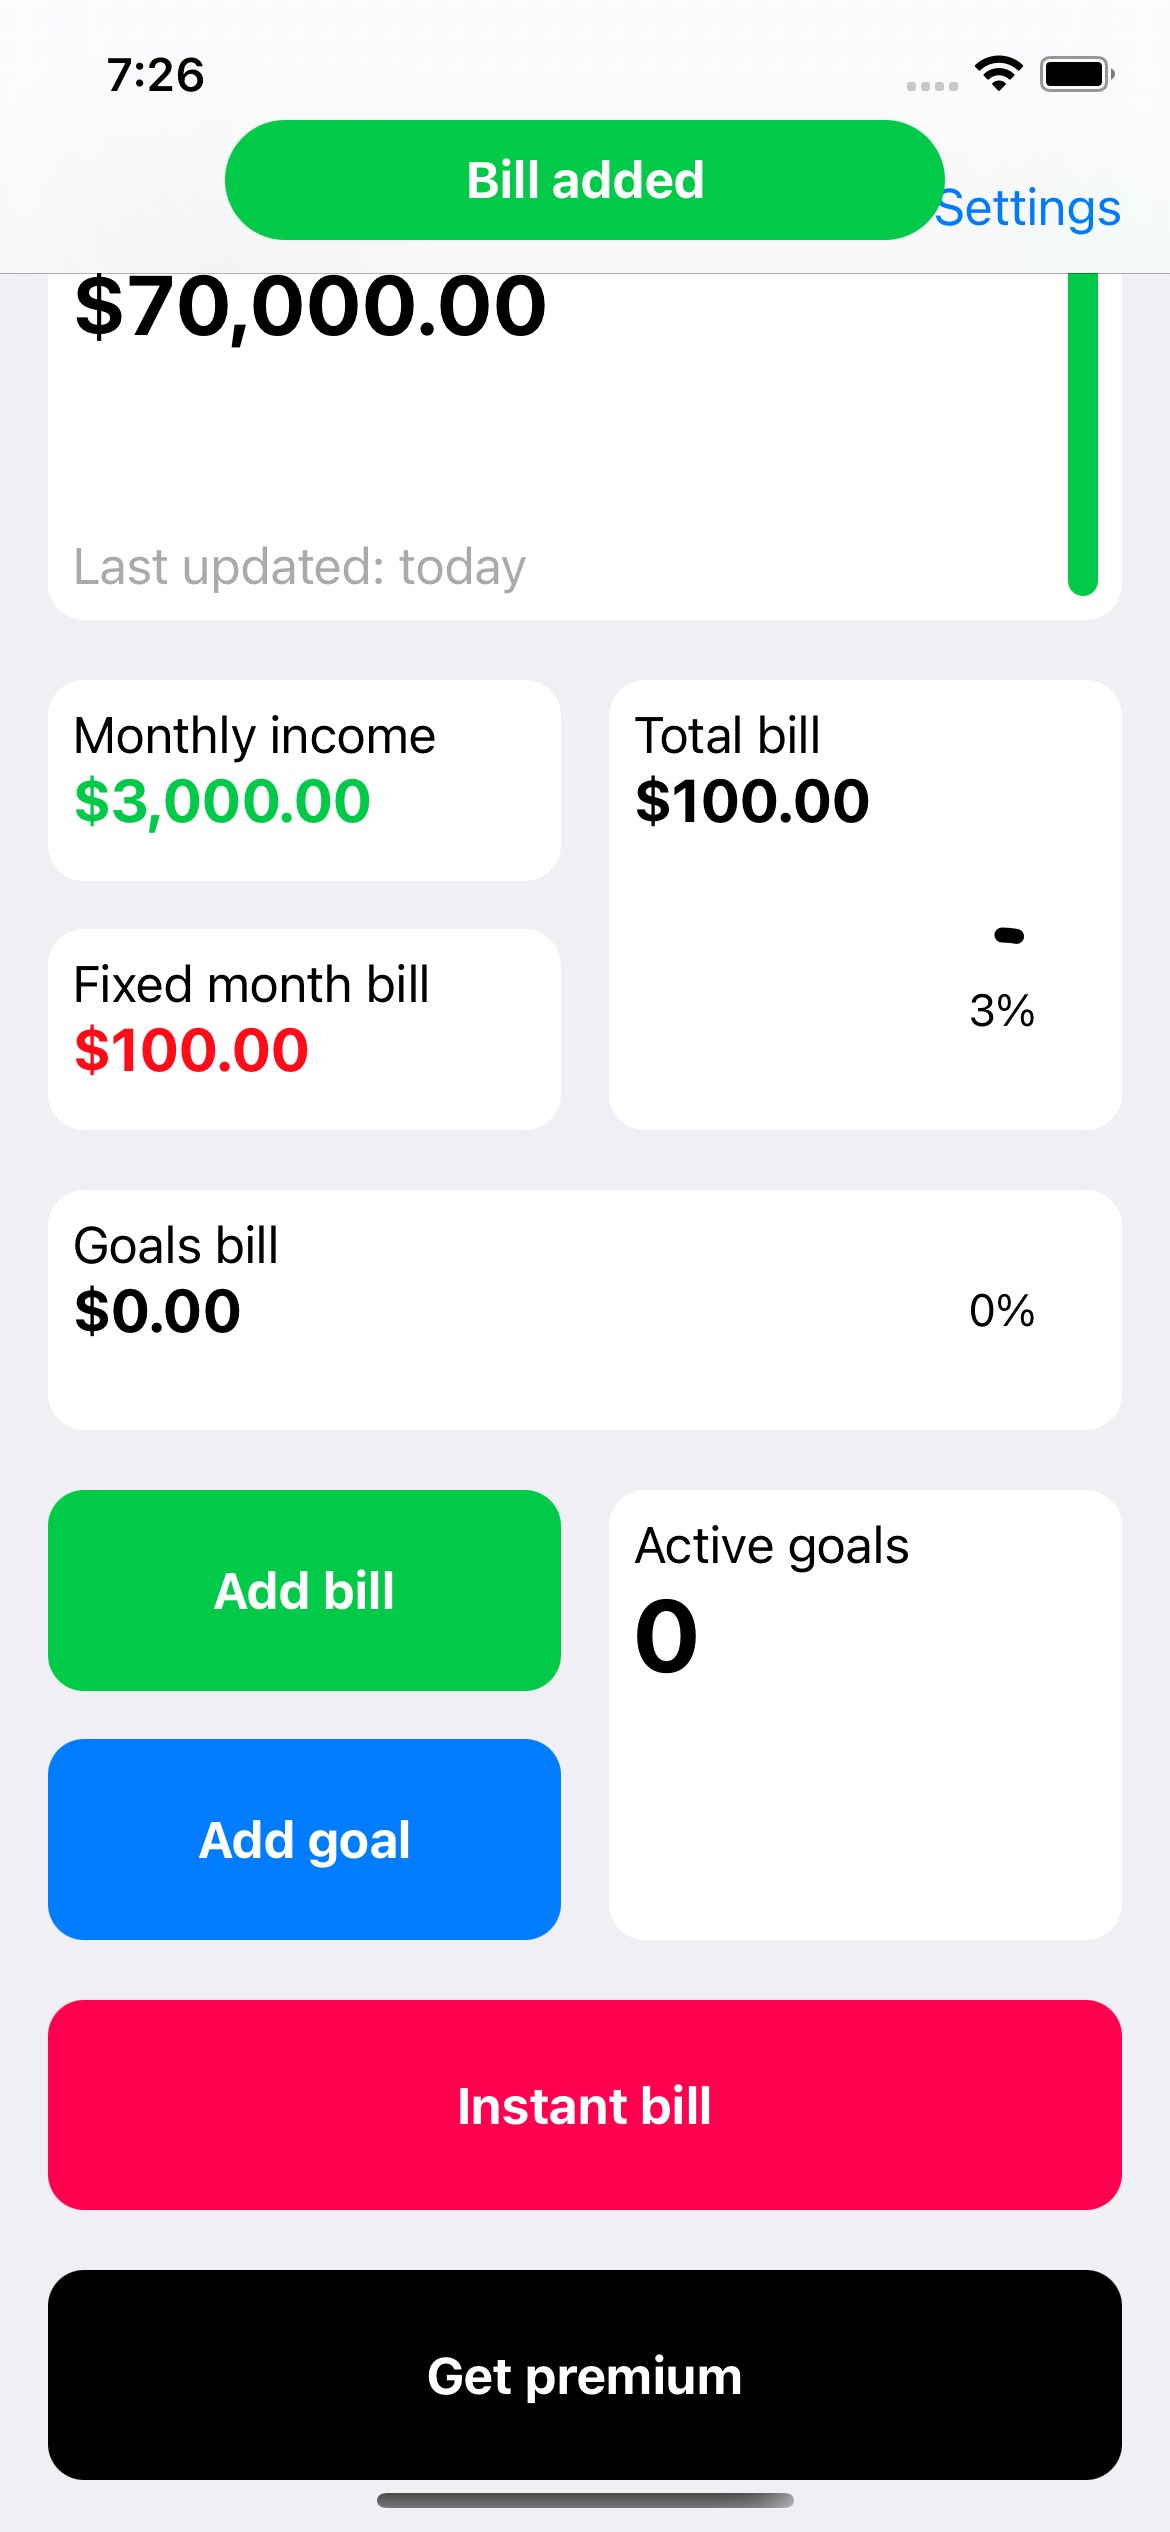 7:26
Bill added
Settings
$70,000.00
Last updated: today
Monthly income
$3,000.00
Total bill
$100.00
3%
Fixed month bill
$100.00
Goals bill
$0.00
0%
Add bill
Active goals
0
Add goal
Instant bill
Get premium